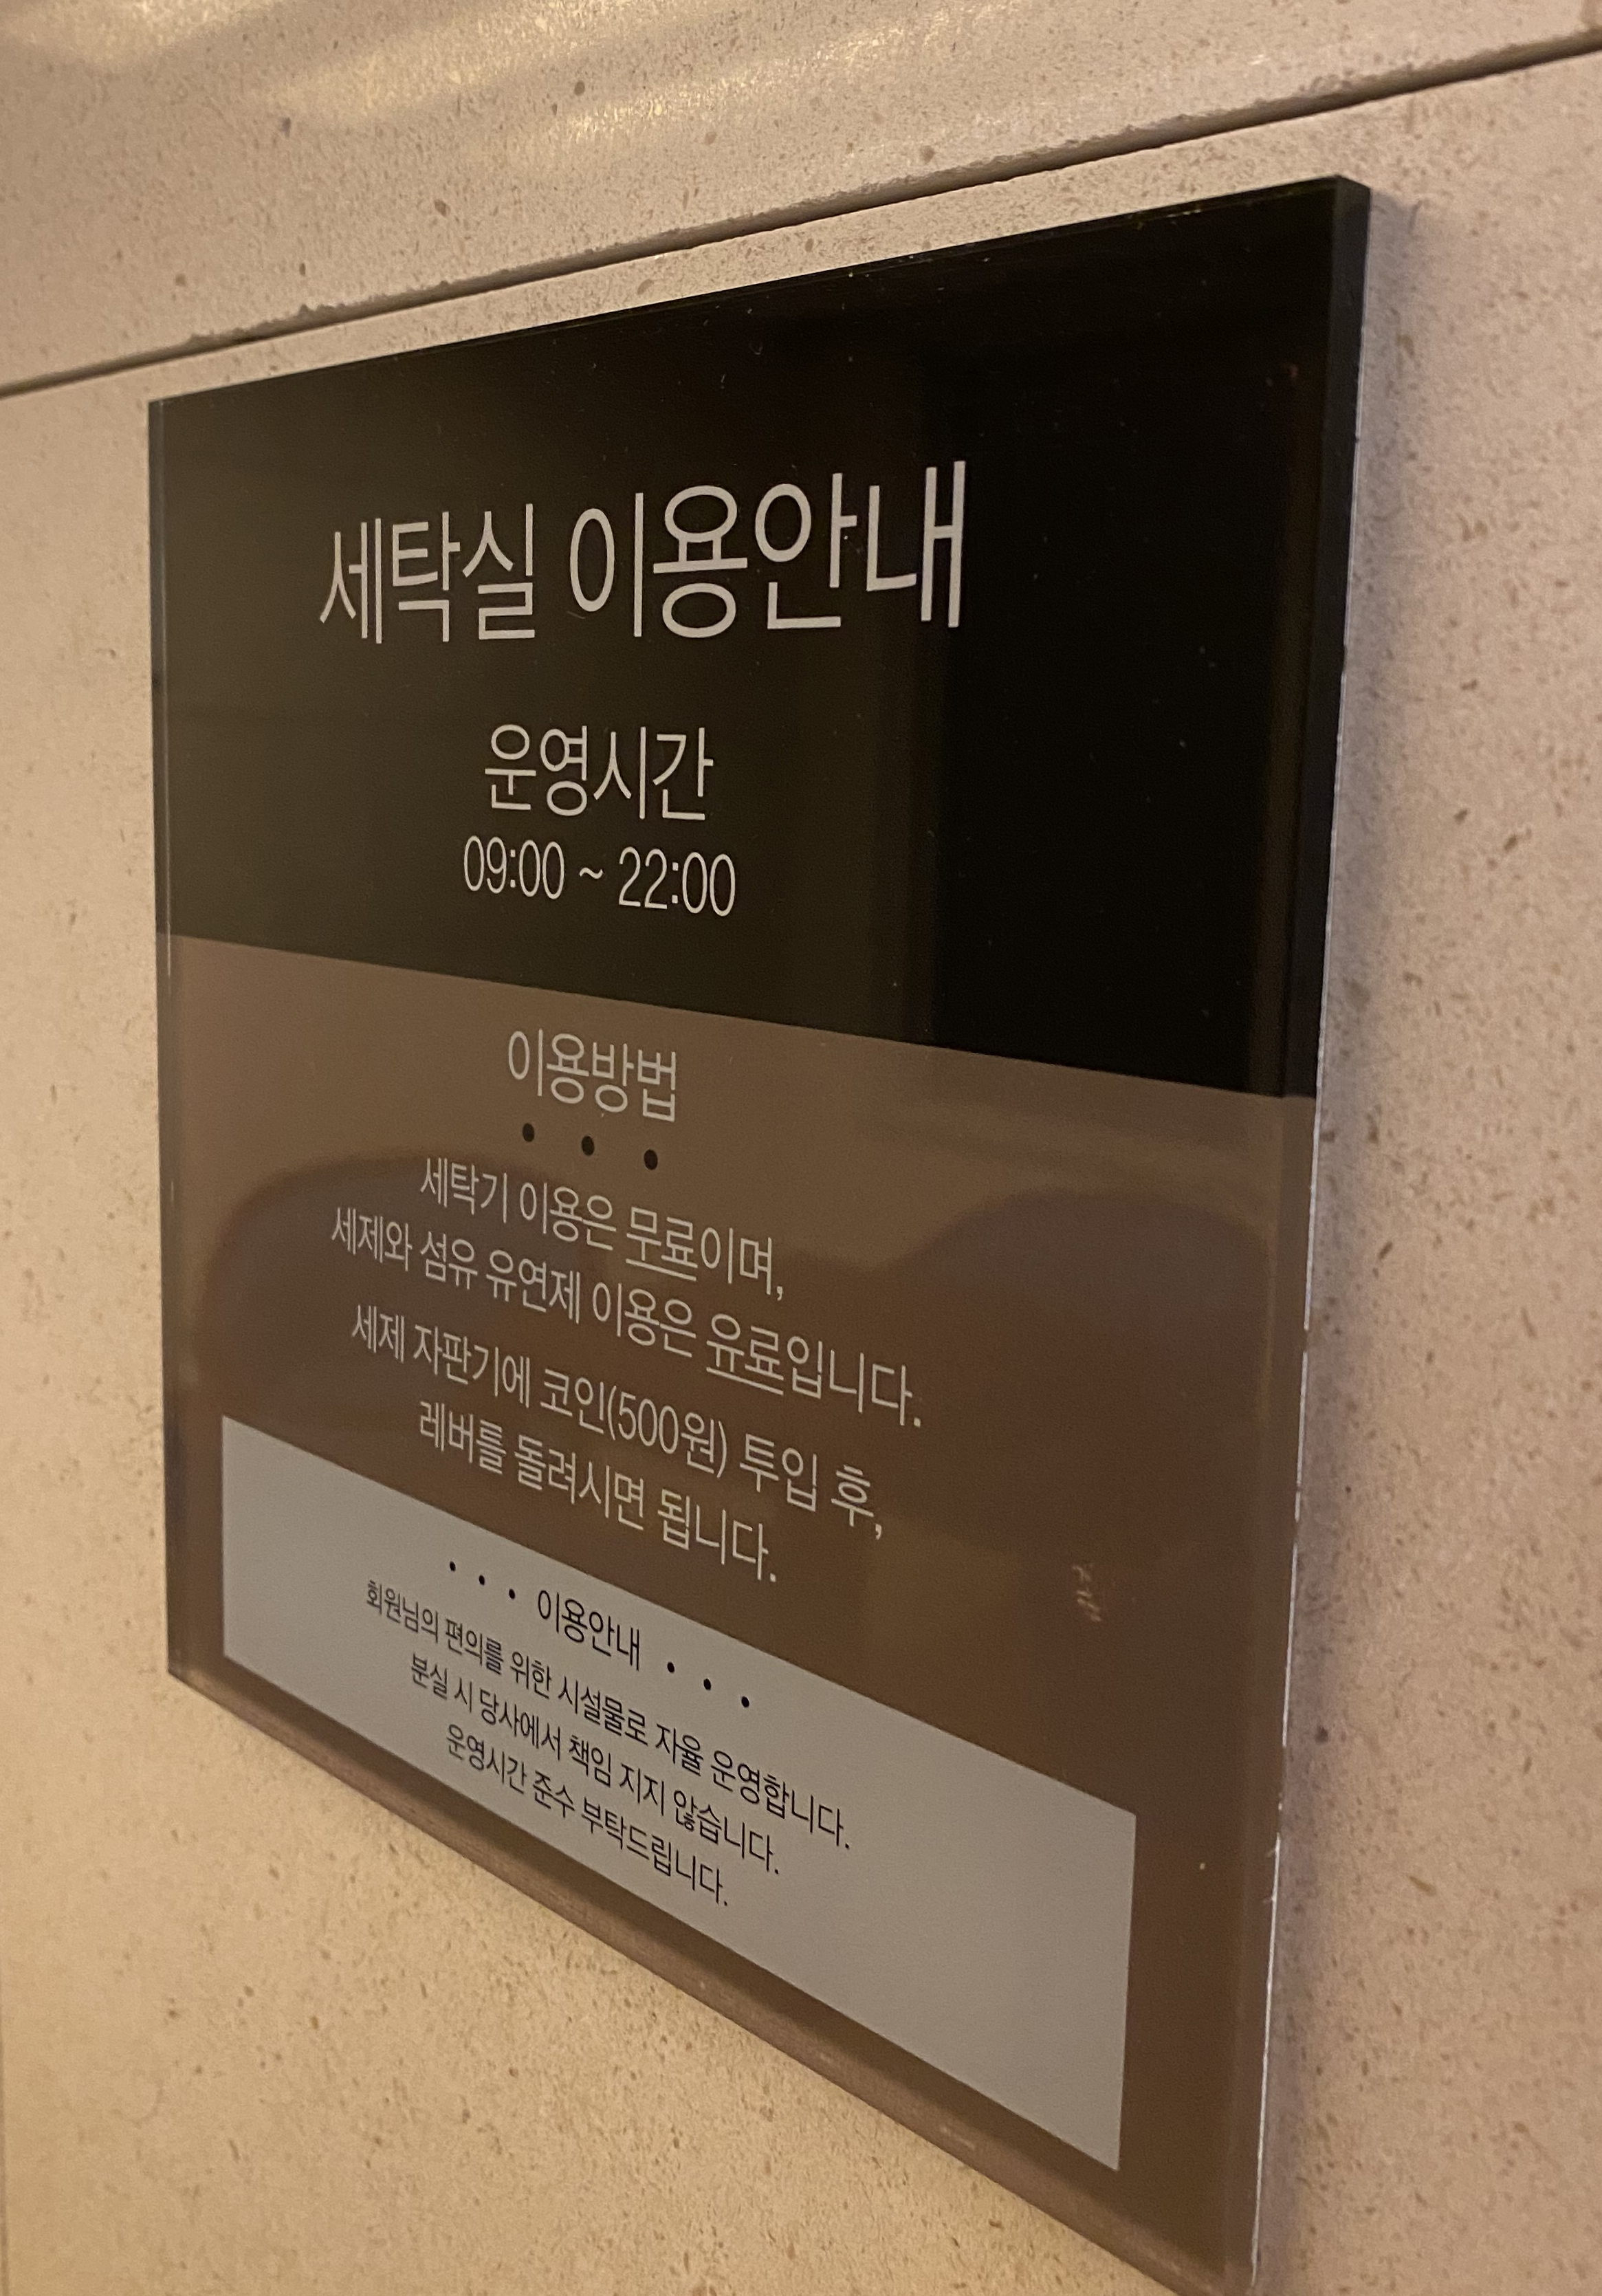 세탁실 이용안내
운영시간
09:00 ~ 22:00
이용방법
• • •
세탁기 이용은 무료이며,
세제와 섬유 유연제 이용은 유료입니다.
세제 자판기에 코인(500원) 투입 후,
레버를 돌려시면 됩니다.
• • • 이용안내 • • •
회원님의 편의를 위한 시설물로 자율 운영합니다.
분실 시 당사에서 책임 지지 않습니다.
운영시간 준수 부탁드립니다.